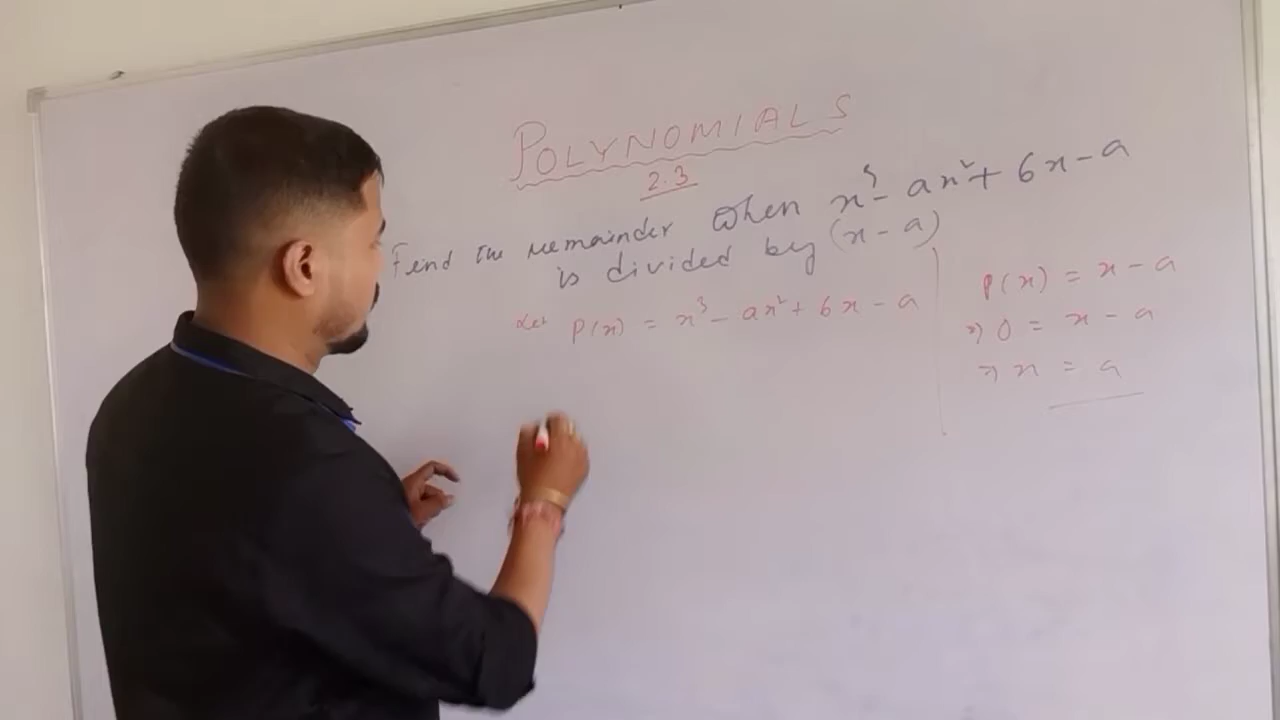 POLYNOMIALS
2.3
Find the remainder when x³ - ax² + 6x - a
is divided by (x - a)
Let P(x) = x³ - ax² + 6x - a
P(x) = x - a
⇒ 0 = x - a
⇒ x = a